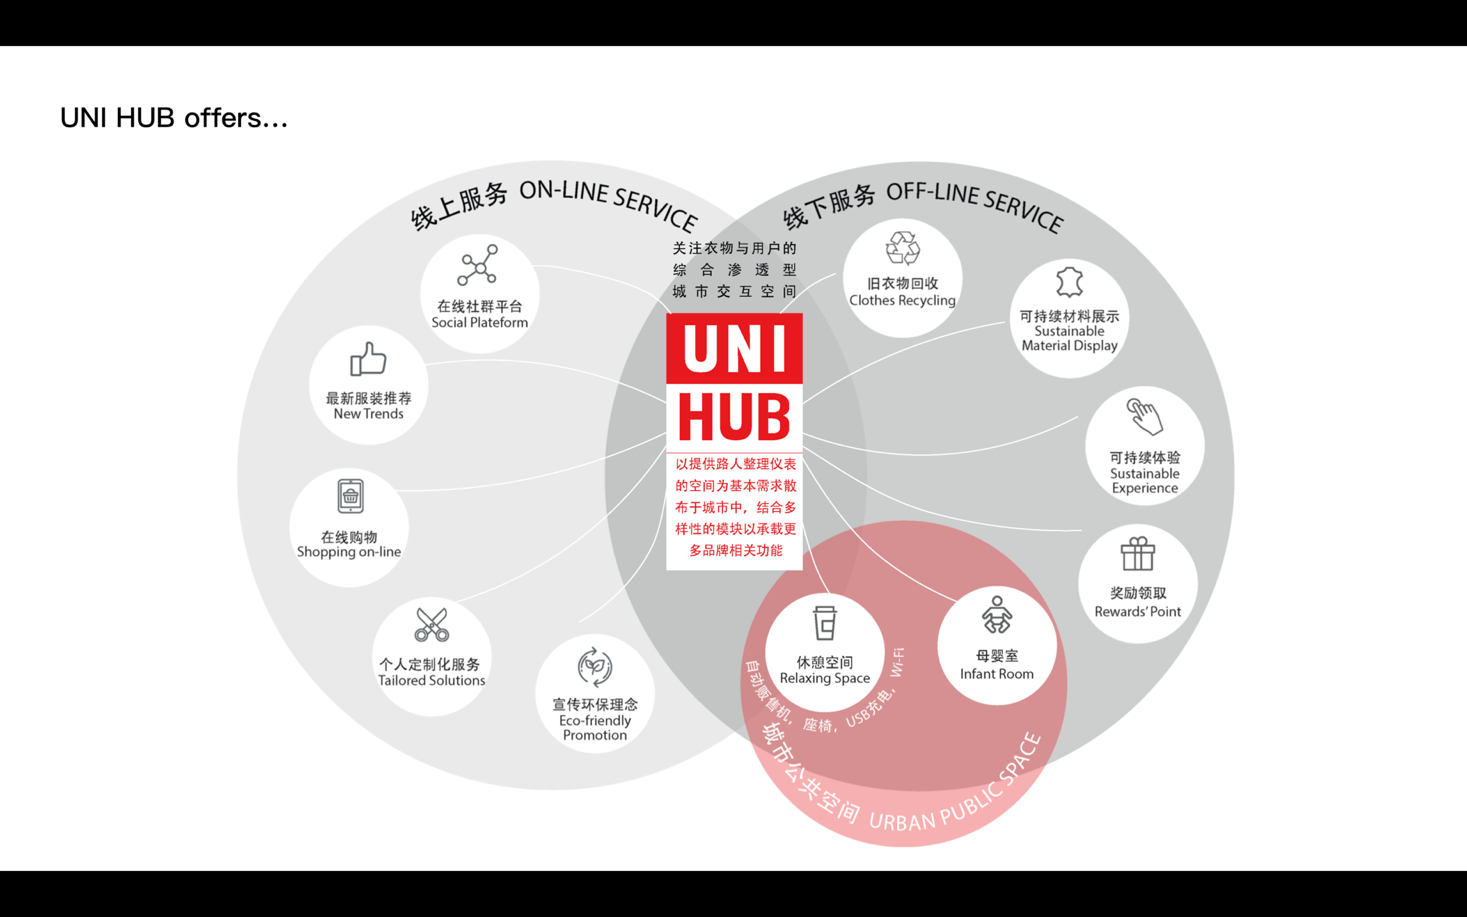 UNI HUB offers...
线上服务 ON-LINE SERVICE
在线社群平台
Social Plateform
最新服装推荐
New Trends
在线购物
Shopping on-line
个人定制化服务
Tailored Solutions
宣传环保理念
Eco-friendly
Promotion
关注衣物与用户的
综合渗透型
城市交互空间
UNI
HUB
以提供路人整理仪表
的空间为基本需求散
布于城市中，结合多
样性的模块以承载更
多品牌相关功能
线下服务 OFF-LINE SERVICE
旧衣物回收
Clothes Recycling
可持续材料展示
Sustainable
Material Display
可持续体验
Sustainable
Experience
奖励领取
Rewards' Point
母婴室
Infant Room
休憩空间
Relaxing Space
自动贩售机，座椅，USB充电，Wi-Fi
城市公共空间 URBAN PUBLIC SPACE